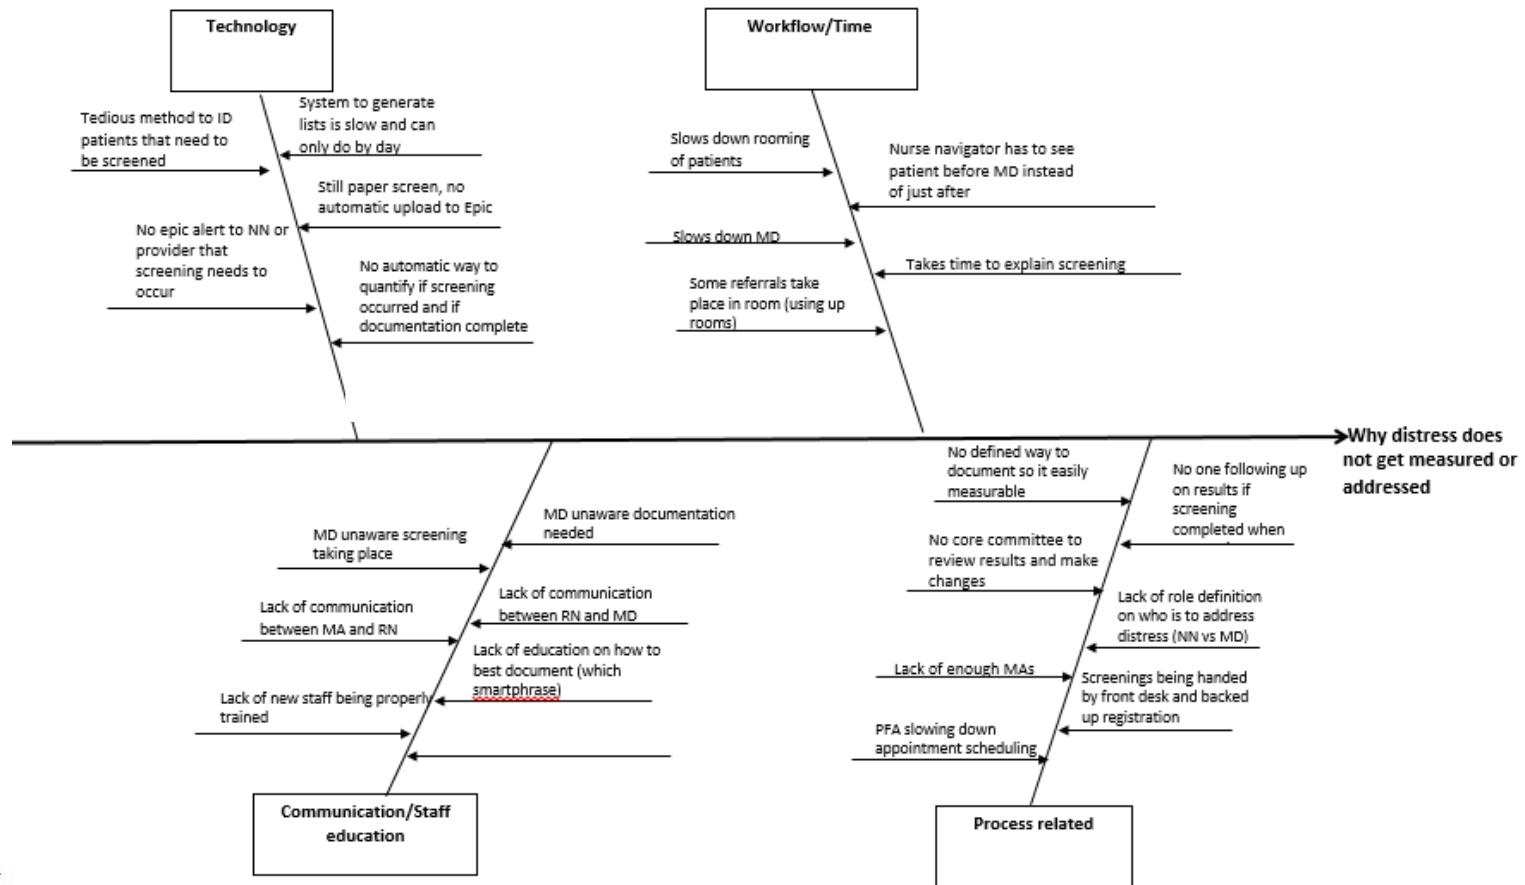 Technology
Tedious method to ID
patients that need to
be screened
System to generate
lists is slow and can
only do by day
Still paper screen, no
automatic upload to Epic
No epic alert to NN or
provider that
screening needs to
occur
No automatic way to
quantify if screening
occurred and if
documentation complete
Workflow/Time
Slows down rooming
of patients
Nurse navigator has to see
patient before MD instead
of just after
Slows down MD
Takes time to explain screening
Some referrals take
place in room (using up
rooms)
Why distress does
not get measured or
addressed
MD unaware screening
taking place
MD unaware documentation
needed
Lack of communication
between MA and RN
Lack of communication
between RN and MD
Lack of education on how to
best document (which
smartphrase)
Lack of new staff being properly
trained
Communication/Staff
education
No defined way to
document so it easily
measurable
No one following up
on results if
screening
completed when
No core committee to
review results and make
changes
Lack of role definition
on who is to address
distress (NN vs MD)
Lack of enough MAs
Screenings being handed
by front desk and backed
up registration
PFA slowing down
appointment scheduling
Process related